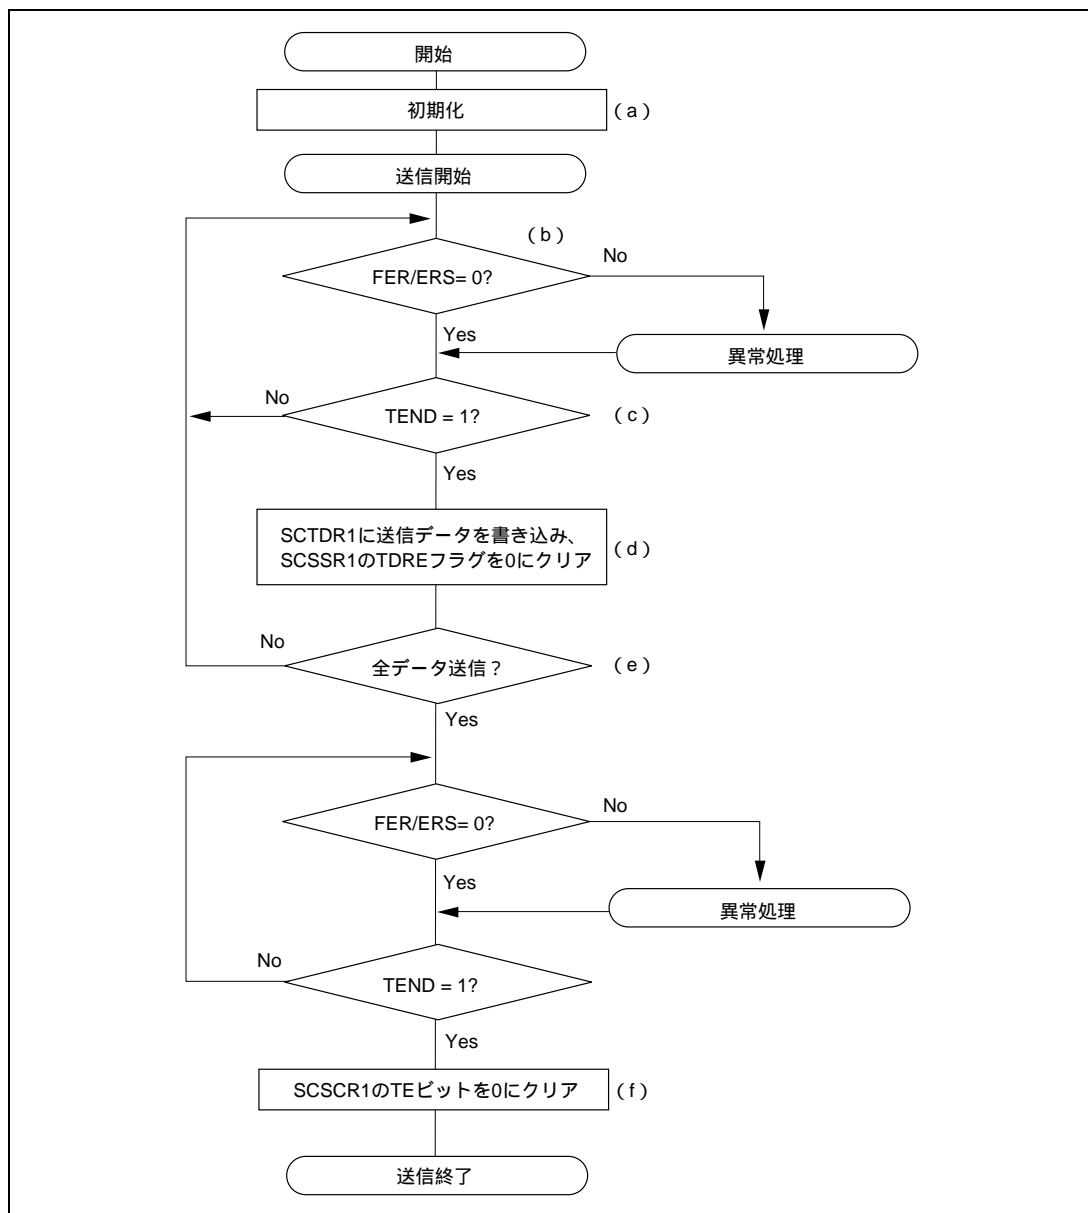 開始
初期化
(a)
送信開始
(b)
FER/ERS= 0?
No
Yes
異常処理
No
TEND = 1?
(c)
Yes
SCTDR1に送信データを書き込み、
SCSSR1のTDREフラグを0にクリア
(d)
No
全データ送信？
(e)
Yes
FER/ERS= 0?
No
Yes
異常処理
No
TEND = 1?
Yes
SCSCR1のTEビットを0にクリア
(f)
送信終了